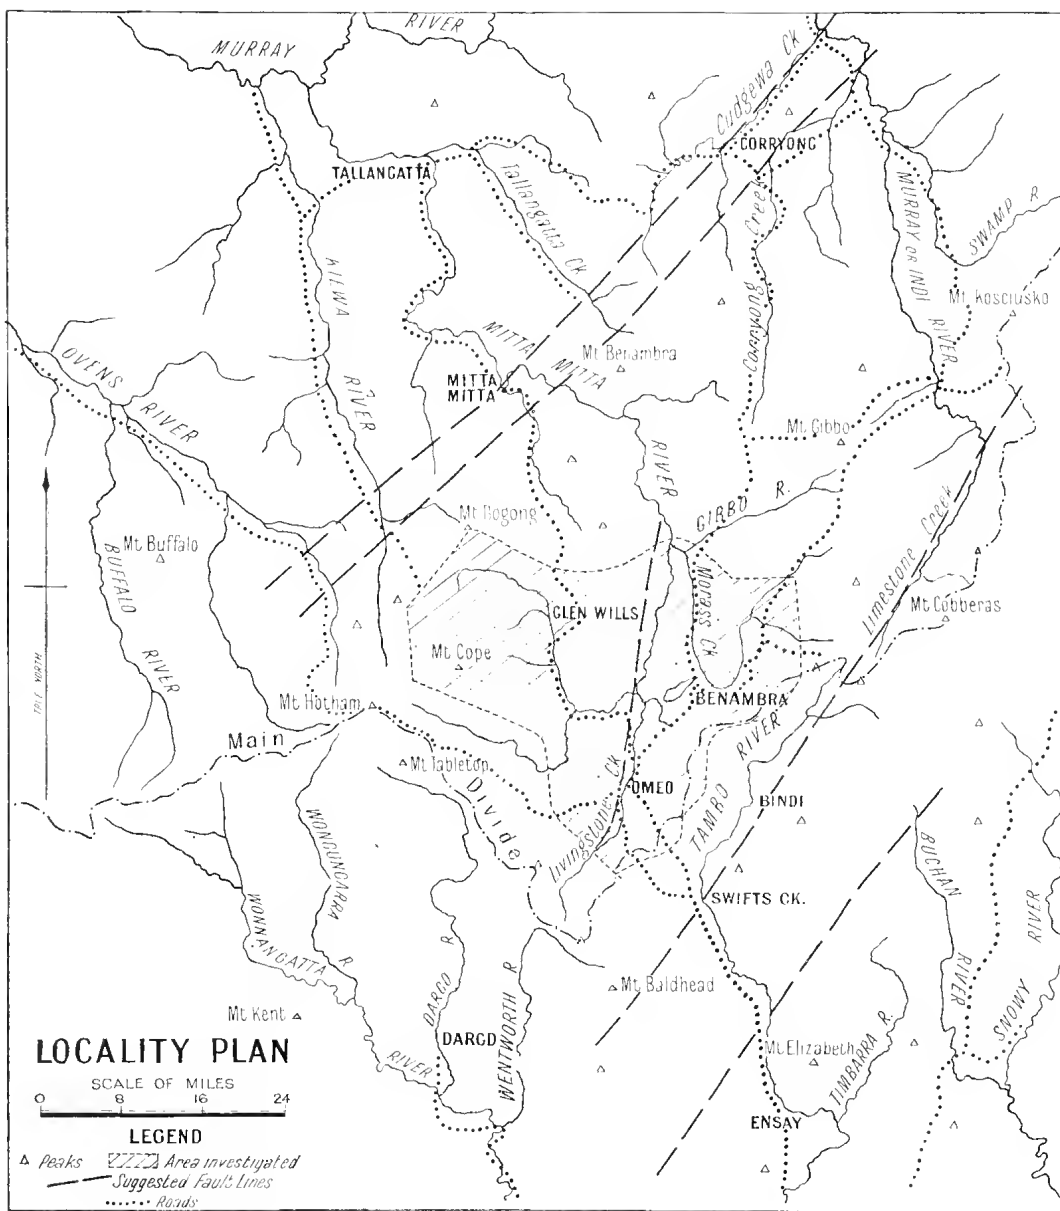 MURRAY
RIVER
Cudgewa CK
CORRYONG
TALLANGATTA
Tallangatta CK
Corryong Creek
MURRAY OR INDI RIVER
SWAMP R
Mt. Kosciusko
KIEWA RIVER
MITTA MITTA
Mt Benambra
MITTA
MITTA
OVENS RIVER
Mt. Gibbo
RIVER
GIBBO R.
Mt Bogong
Mt Buffalo
BUFFALO RIVER
Morass CK
Limestone Creek
Mt Cobberas
GLEN WILLS
Mt Cope
TRUE NORTH
BENAMBRA
Mt Hotham
Main Divide
Mt Tabletop
TAMBO RIVER
OMEO
BINDI
Livingstone CK
WONGUNGARRA R
SWIFTS CK.
BUCHAN RIVER
WONNANGATTA RIVER
SNOWY RIVER
DARGO R
WENTWORTH R
Mt Baldhead
Mt Kent
DARGO
Mt Elizabeth
TIMBARRA R.
ENSAY
LOCALITY PLAN
SCALE OF MILES
0 8 16 24
LEGEND
Peaks Area investigated
Suggested Fault Lines
Roads